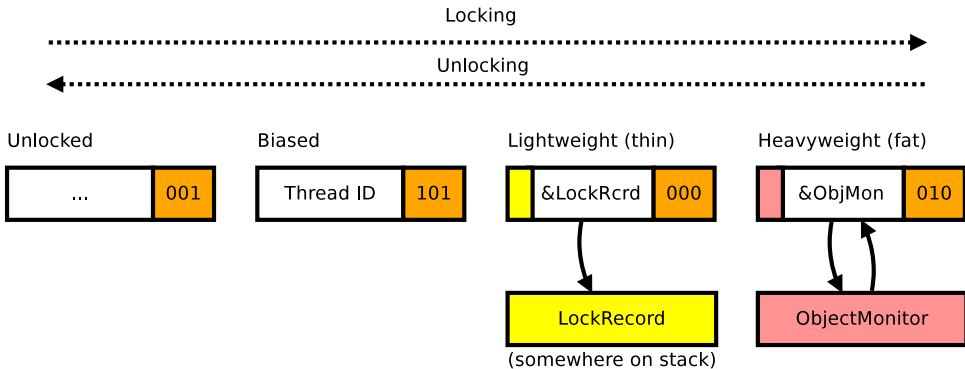 Locking
Unlocking
Unlocked
Biased
Lightweight (thin)
Heavyweight (fat)
... 001
Thread ID 101
&LockRcrd 000
&ObjMon 010
LockRecord
ObjectMonitor
(somewhere on stack)